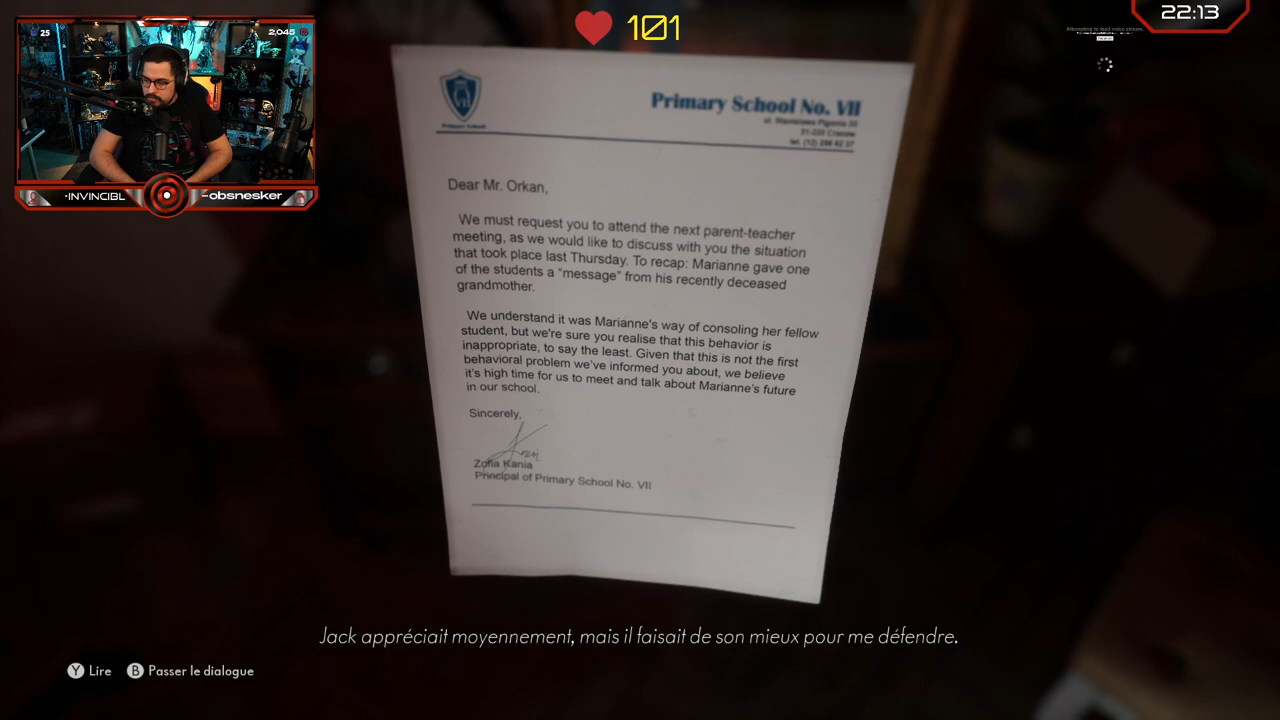 25
2,045
101
22:13
·INVINCIBL
obsnesker
Primary School
Primary School No. VII
31-220 Cracow
Dear Mr. Orkan,
We must request you to attend the next parent-teacher
meeting, as we would like to discuss with you the situation
that took place last Thursday. To recap: Marianne gave one
of the students a “message” from his recently deceased
grandmother.
We understand it was Marianne's way of consoling her fellow
student, but we're sure you realise that this behavior is
inappropriate, to say the least. Given that this is not the first
behavioral problem we’ve informed you about, we believe
it’s high time for us to meet and talk about Marianne’s future
in our school.
Sincerely,
Zofia Kania
Principal of Primary School No. VII
Jack appréciait moyennement, mais il faisait de son mieux pour me défendre.
Y Lire B Passer le dialogue